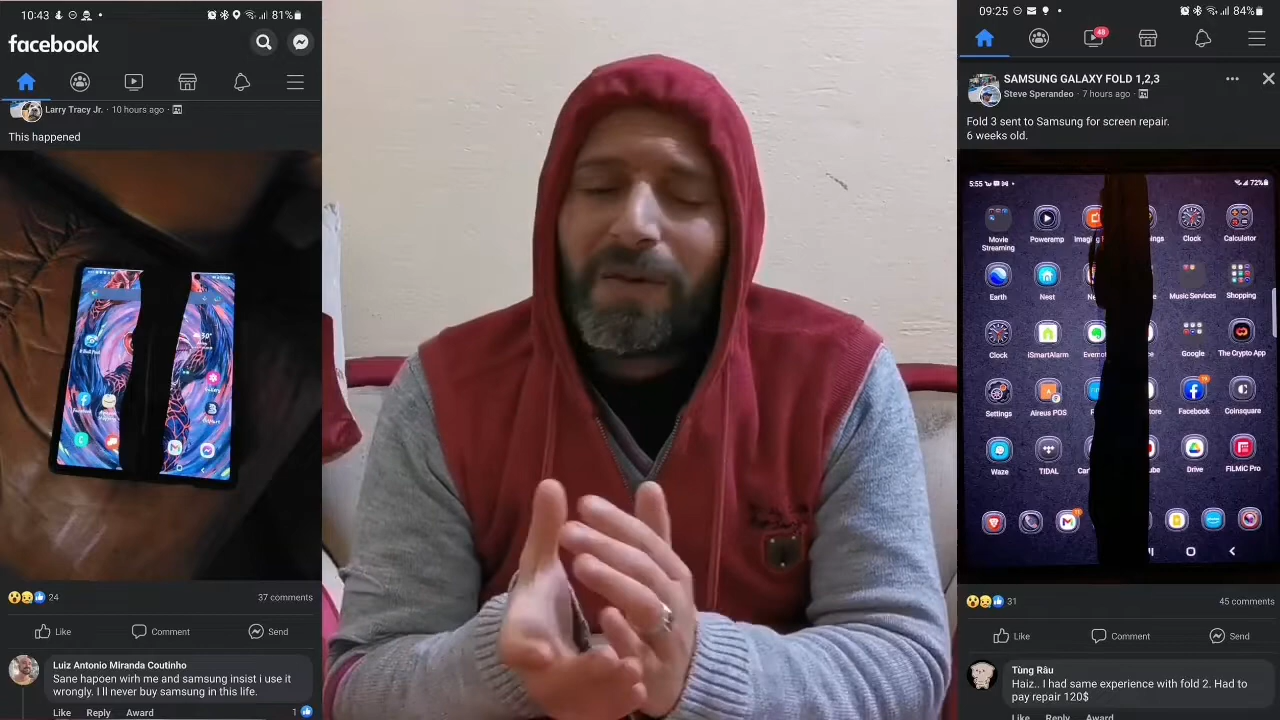 10:43
81%
facebook
Larry Tracy Jr. · 10 hours ago ·
This happened
Facebook
24
37 comments
Like
Comment
Send
Luiz Antonio Miranda Coutinho
Sane hapoen wirh me and samsung insist i use it
wrongly. I ll never buy samsung in this life.
Like Reply Award
1
09:25
84%
48
SAMSUNG GALAXY FOLD 1,2,3
Steve Sperandeo · 7 hours ago ·
Fold 3 sent to Samsung for screen repair.
6 weeks old.
5:55
72%
Movie
Streaming
Poweramp
Clock
Calculator
Earth
Nest
Music Services
Shopping
Clock
iSmartAlarm
Google
The Crypto App
Settings
Aireus POS
Facebook
Coinsquare
Waze
TIDAL
Drive
FiLMiC Pro
31
45 comments
Like
Comment
Send
Tùng Râu
Haiz.. I had same experience with fold 2. Had to
pay repair 120$
Like Reply Award